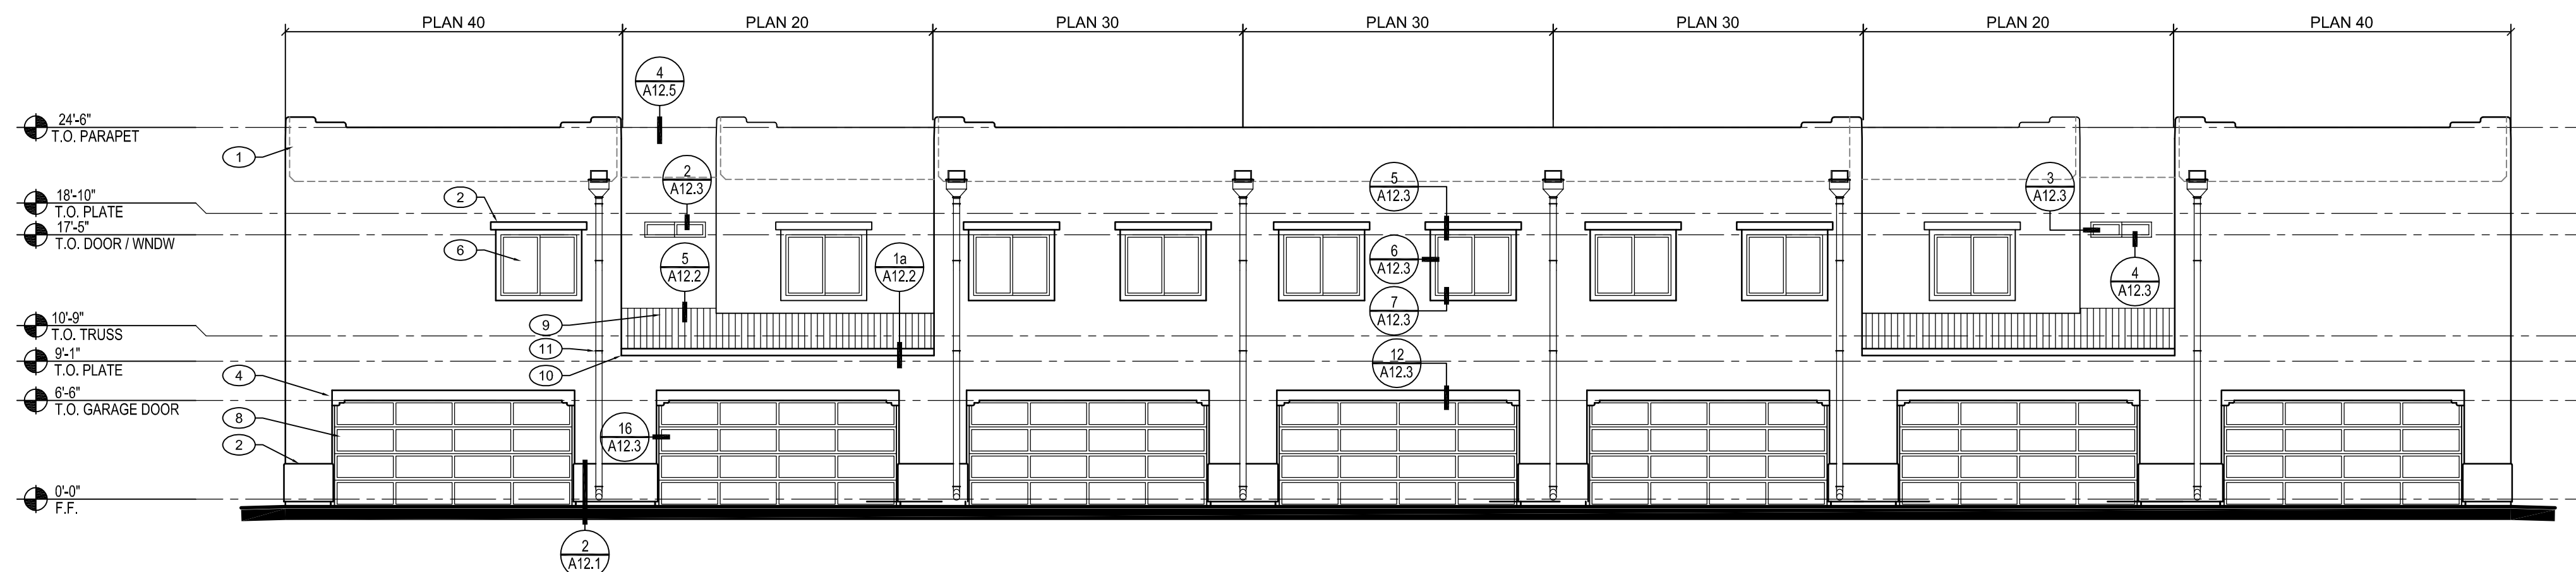 PLAN 40
PLAN 20
PLAN 30
PLAN 30
PLAN 30
PLAN 20
PLAN 40
4
A12.5
24'-6"
T.O. PARAPET
1
2
A12.3
5
A12.3
3
A12.3
18'-10"
T.O. PLATE
2
17'-5"
T.O. DOOR / WNDW
6
5
A12.2
1a
A12.2
6
A12.3
4
A12.3
7
A12.3
10'-9"
T.O. TRUSS
9
11
9'-1"
T.O. PLATE
10
12
A12.3
4
6'-6"
T.O. GARAGE DOOR
8
16
A12.3
2
0'-0"
F.F.
2
A12.1